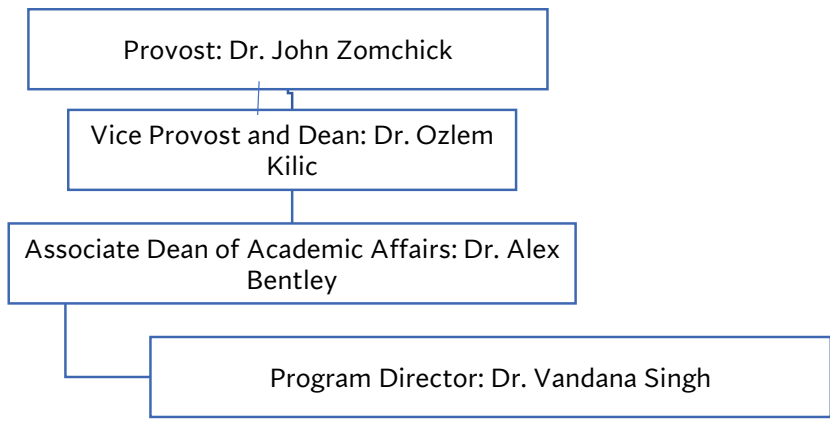 Provost: Dr. John Zomchick
Vice Provost and Dean: Dr. Ozlem
Kilic
Associate Dean of Academic Affairs: Dr. Alex
Bentley
Program Director: Dr. Vandana Singh